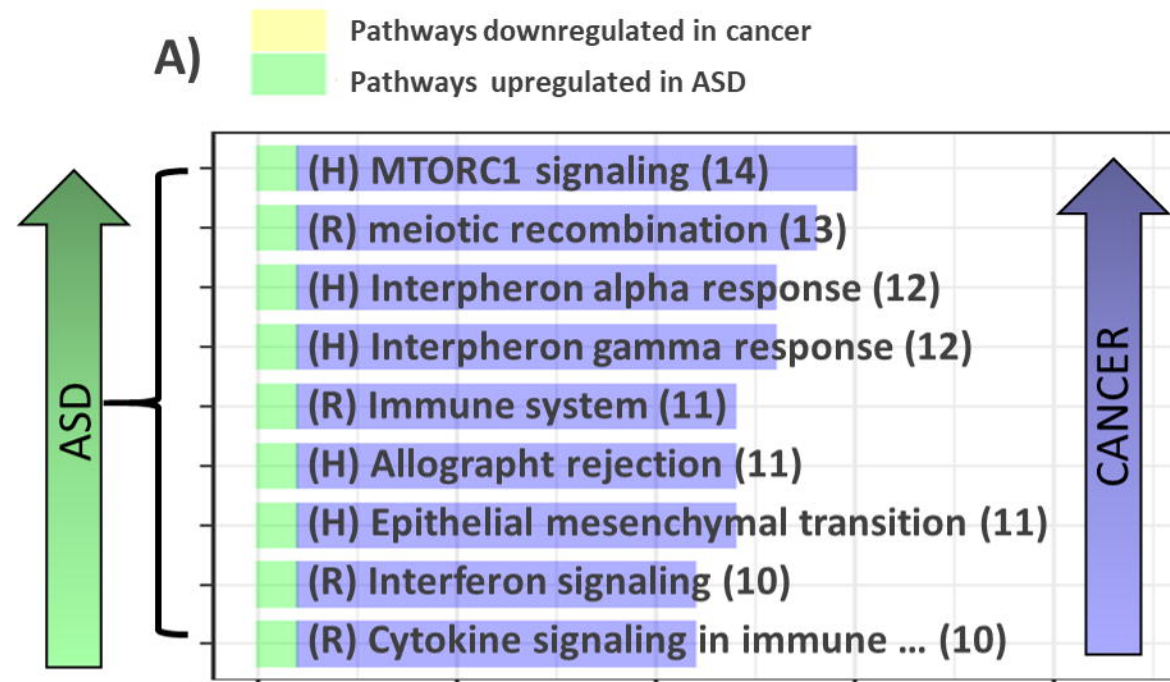 A)
Pathways downregulated in cancer
Pathways upregulated in ASD
(H) MTORC1 signaling (14)
(R) meiotic recombination (13)
(H) Interpheron alpha response (12)
(H) Interpheron gamma response (12)
(R) Immune system (11)
(H) Allographt rejection (11)
(H) Epithelial mesenchymal transition (11)
(R) Interferon signaling (10)
(R) Cytokine signaling in immune ... (10)
ASD
CANCER